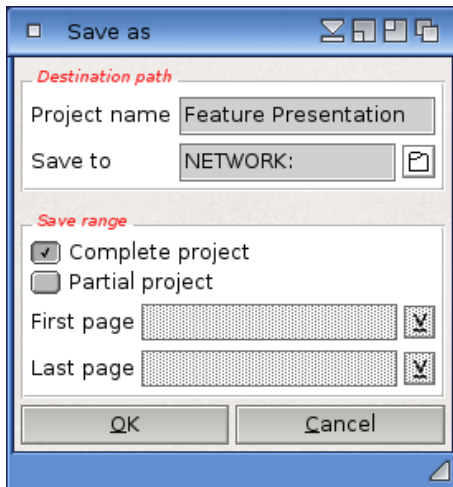 Save as
Destination path
Project name Feature Presentation
Save to NETWORK:
Save range
Complete project
Partial project
First page
Last page
OK Cancel